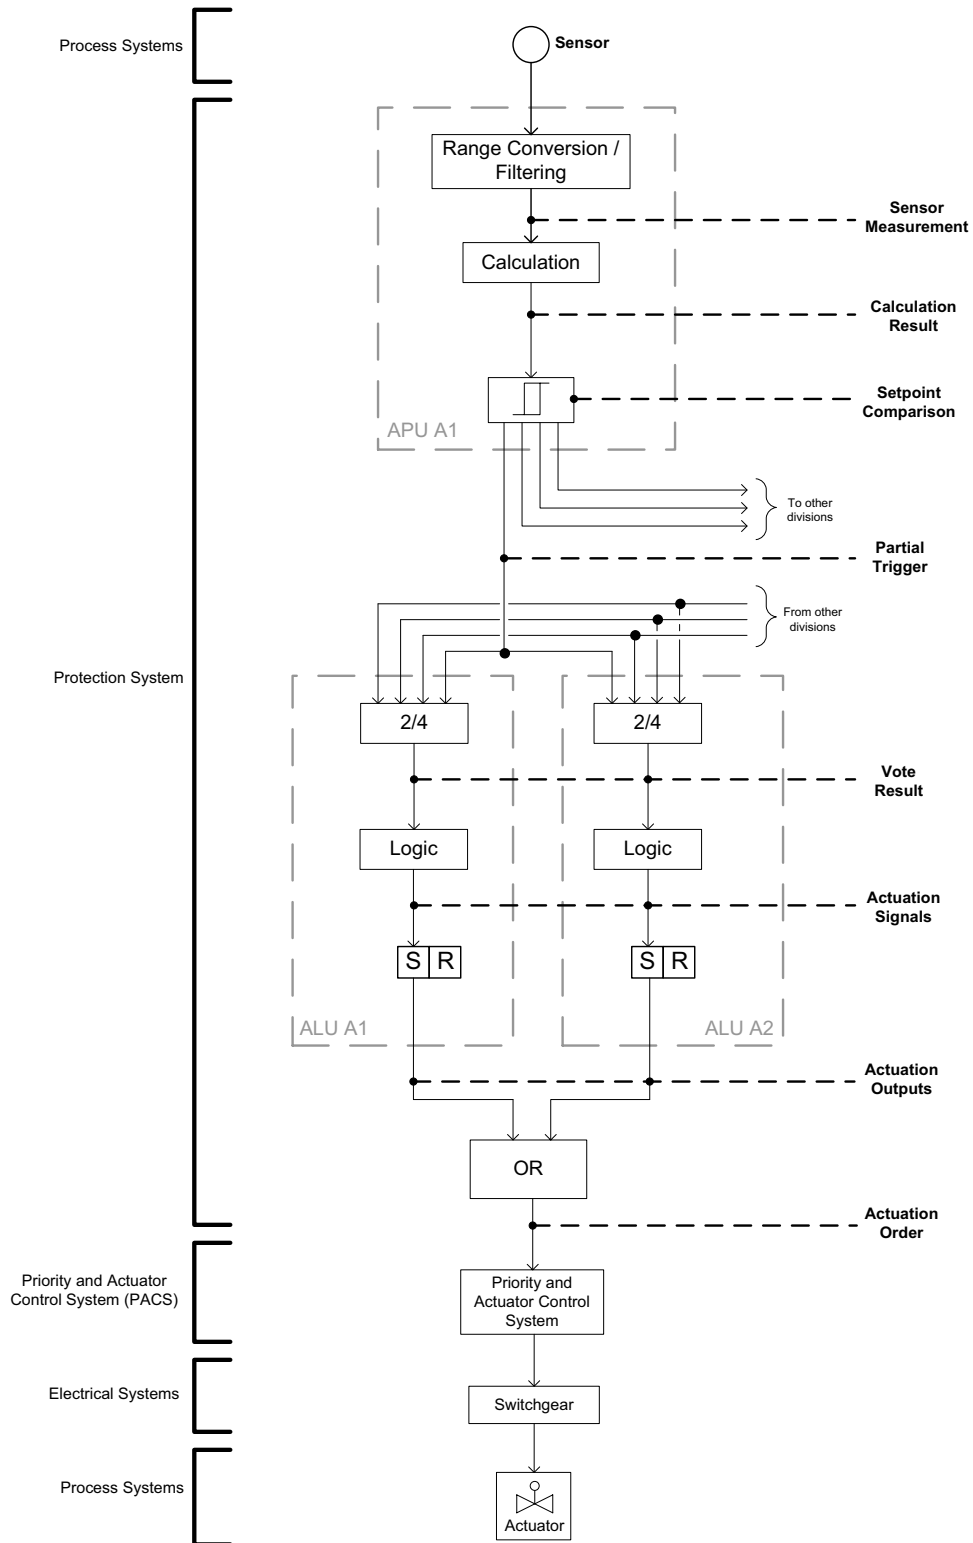 Process Systems
Sensor
Range Conversion /
Filtering
Sensor
Measurement
Calculation
Calculation
Result
Setpoint
Comparison
APU A1
To other
divisions
Partial
Trigger
From other
divisions
Protection System
2/4
2/4
Vote
Result
Logic
Logic
Actuation
Signals
S R
S R
ALU A1
ALU A2
Actuation
Outputs
OR
Actuation
Order
Priority and Actuator
Control System (PACS)
Priority and
Actuator Control
System
Electrical Systems
Switchgear
Process Systems
Actuator